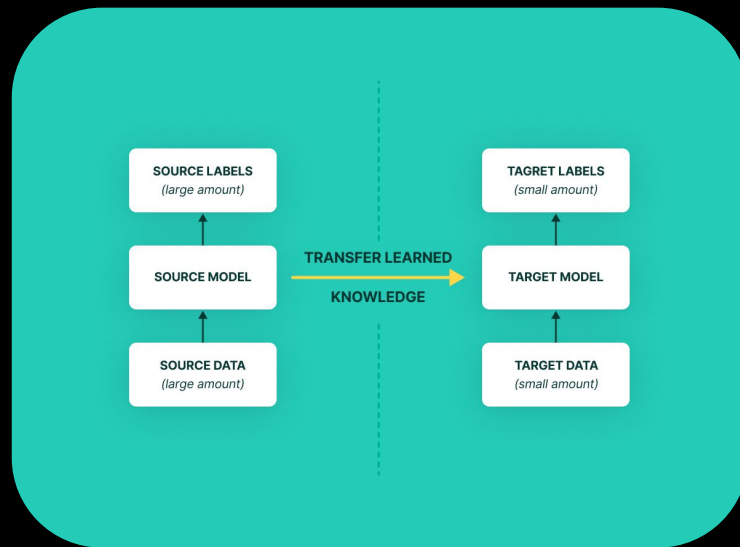 SOURCE LABELS
(large amount)
SOURCE MODEL
SOURCE DATA
(large amount)
TRANSFER LEARNED
KNOWLEDGE
TAGRET LABELS
(small amount)
TARGET MODEL
TARGET DATA
(small amount)